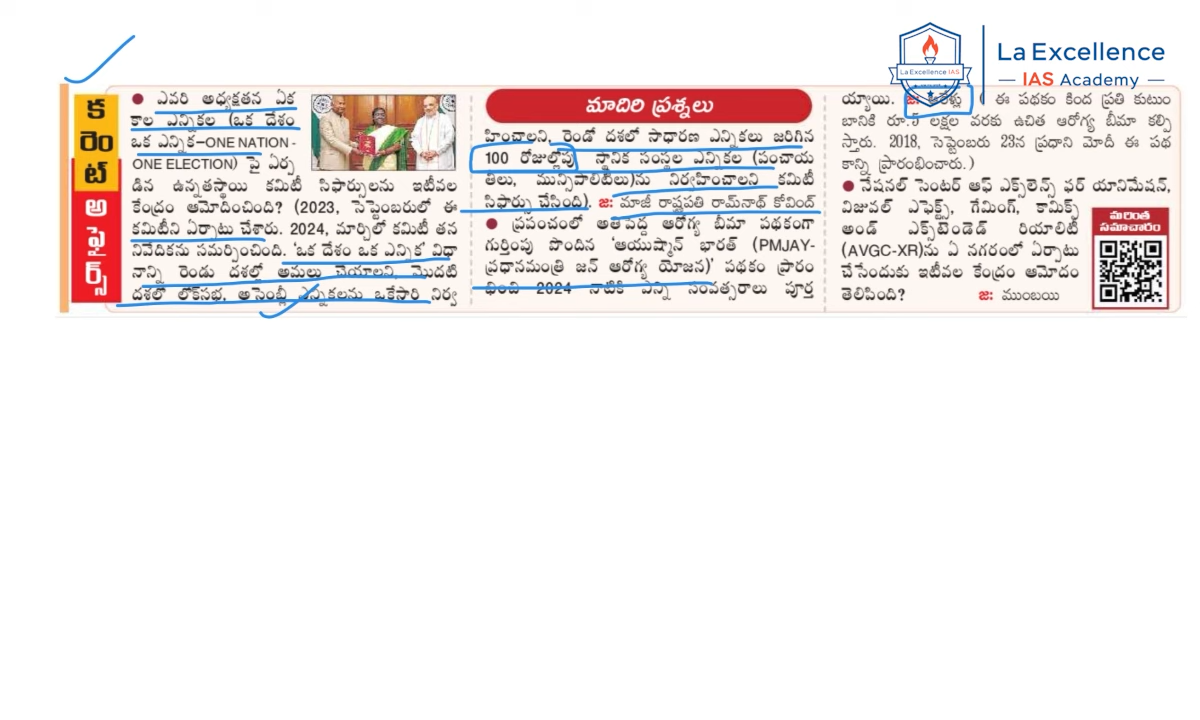 La Excellence
IAS Academy
La Excellence IAS
కరెంట్ అఫైర్స్
మాదిరి ప్రశ్నలు
● ఎవరి అధ్యక్షతన ఏక
కాల ఎన్నికల (ఒక దేశం
ఒక ఎన్నిక–ONE NATION -
ONE ELECTION) పై ఏర్ప
డిన ఉన్నతస్థాయి కమిటీ సిఫార్సులను ఇటీవల
కేంద్రం ఆమోదించింది? (2023, సెప్టెంబరులో ఈ
కమిటీని ఏర్పాటు చేశారు. 2024, మార్చిలో కమిటీ తన
నివేదికను సమర్పించింది. 'ఒక దేశం ఒక ఎన్నిక' విధా
నాన్ని రెండు దశల్లో అమలు చేయాలని, మొదటి
దశలో లోక్‌సభ, అసెంబ్లీ ఎన్నికలను ఒకేసారి నిర్వ
హించాలని, రెండో దశలో సాధారణ ఎన్నికలు జరిగిన
100 రోజుల్లోపు స్థానిక సంస్థల ఎన్నికల (పంచాయ
తీలు, మున్సిపాలిటీలు)ను నిర్వహించాలని కమిటీ
సిఫార్సు చేసింది). జ: మాజీ రాష్ట్రపతి రామ్‌నాథ్ కోవింద్
● ప్రపంచంలో అతిపెద్ద ఆరోగ్య బీమా పథకంగా
గుర్తింపు పొందిన 'ఆయుష్మాన్ భారత్ (PMJAY-
ప్రధానమంత్రి జన్ ఆరోగ్య యోజన)' పథకం ప్రారం
భించి 2024 నాటికి ఎన్ని సంవత్సరాలు పూర్త
య్యాయి. జ: ఆరేళ్లు ( ఈ పథకం కింద ప్రతి కుటుం
బానికి రూ.5 లక్షల వరకు ఉచిత ఆరోగ్య బీమా కల్పి
స్తారు. 2018, సెప్టెంబరు 23న ప్రధాని మోదీ ఈ పథ
కాన్ని ప్రారంభించారు.)
● నేషనల్ సెంటర్ ఆఫ్ ఎక్స్‌లెన్స్ ఫర్ యానిమేషన్,
విజువల్ ఎఫెక్ట్స్, గేమింగ్, కామిక్స్
అండ్ ఎక్స్‌టెండెడ్ రియాలిటీ
(AVGC-XR)ను ఏ నగరంలో ఏర్పాటు
చేసేందుకు ఇటీవల కేంద్రం ఆమోదం
తెలిపింది? జ: ముంబయి
మరింత
సమాచారం